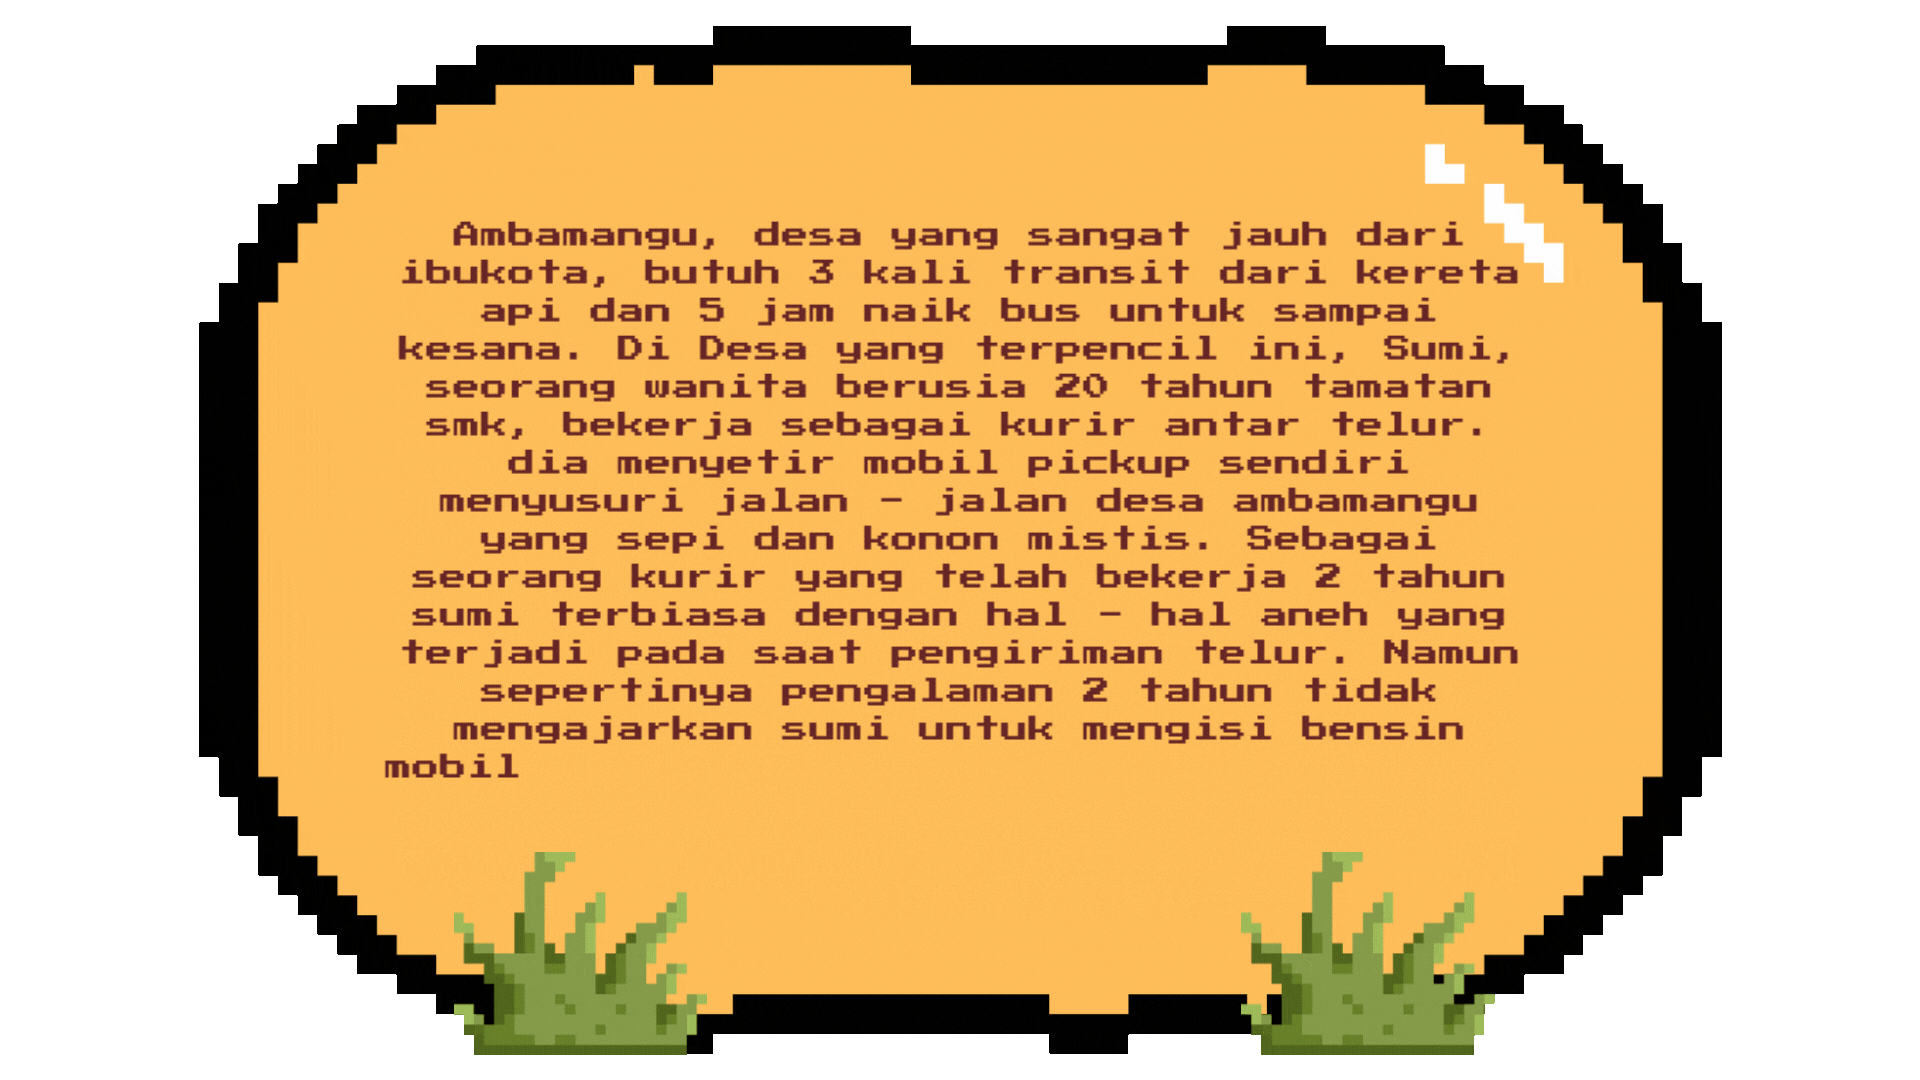 Ambamangu, desa yang sangat jauh dari
ibukota, butuh 3 kali transit dari kereta
api dan 5 jam naik bus untuk sampai
kesana. Di Desa yang terpencil ini, Sumi,
seorang wanita berusia 20 tahun tamatan
smk, bekerja sebagai kurir antar telur.
dia menyetir mobil pickup sendiri
menyusuri jalan - jalan desa ambamangu
yang sepi dan konon mistis. Sebagai
seorang kurir yang telah bekerja 2 tahun
sumi terbiasa dengan hal - hal aneh yang
terjadi pada saat pengiriman telur. Namun
sepertinya pengalaman 2 tahun tidak
mengajarkan sumi untuk mengisi bensin
mobil